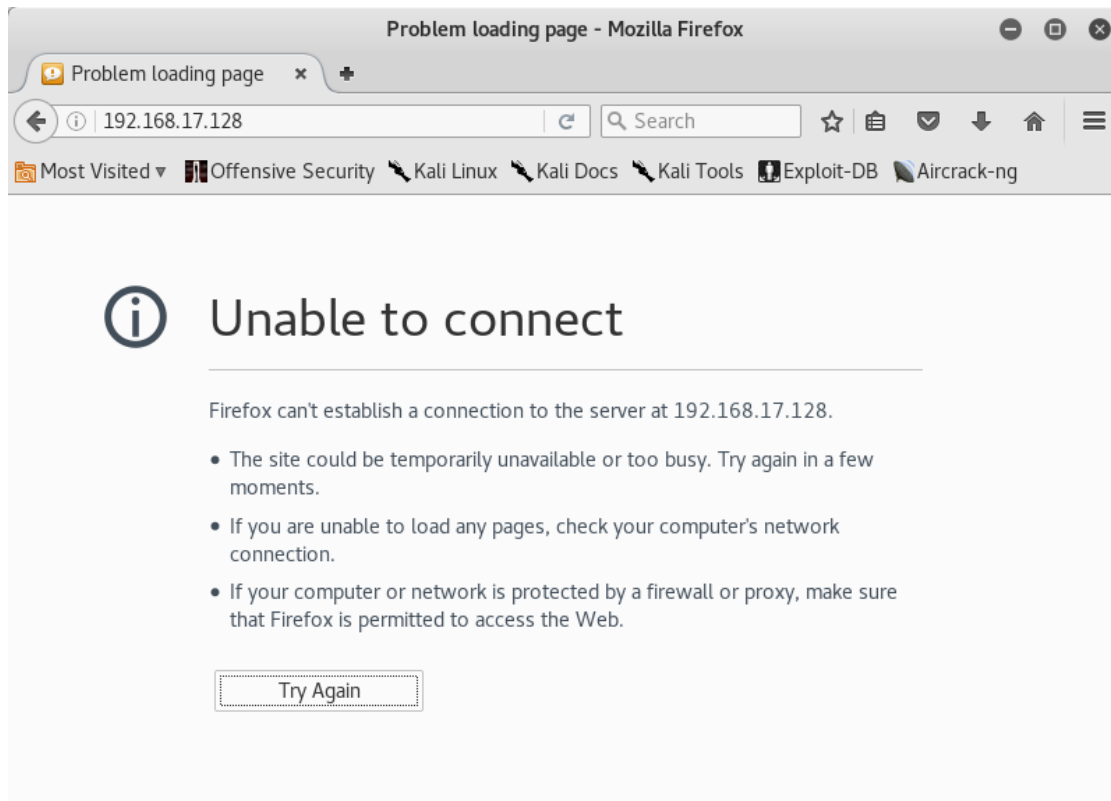 Problem loading page - Mozilla Firefox
Problem loading page
192.168.17.128
Search
Most Visited
Offensive Security
Kali Linux
Kali Docs
Kali Tools
Exploit-DB
Aircrack-ng
Unable to connect
Firefox can't establish a connection to the server at 192.168.17.128.
• The site could be temporarily unavailable or too busy. Try again in a few
moments.
• If you are unable to load any pages, check your computer's network
connection.
• If your computer or network is protected by a firewall or proxy, make sure
that Firefox is permitted to access the Web.
Try Again